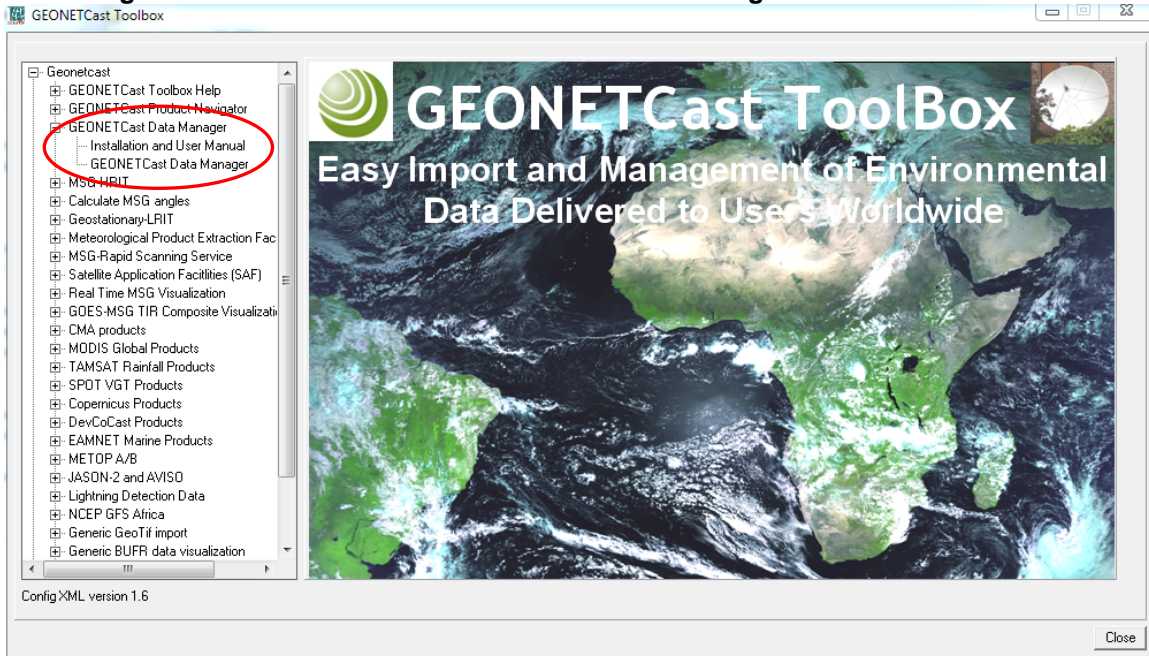 GEONETCast Toolbox
Geonetcast
GEONETCast Toolbox Help
GEONETCast Product Navigator
GEONETCast Data Manager
Installation and User Manual
GEONETCast Data Manager
MSG HRIT
Calculate MSG angles
Geostationary-LRIT
Meteorological Product Extraction Fac
MSG-Rapid Scanning Service
Satellite Application Facitlities (SAF)
Real Time MSG Visualization
GOES-MSG TIR Composite Visualizati
CMA products
MODIS Global Products
TAMSAT Rainfall Products
SPOT VGT Products
Copernicus Products
DevCoCast Products
EAMNET Marine Products
METOP A/B
JASON-2 and AVISO
Lightning Detection Data
NCEP GFS Africa
Generic GeoTif import
Generic BUFR data visualization
GEONETCast ToolBox
Easy Import and Management of Environmental
Data Delivered to Users Worldwide
Config XML version 1.6
Close